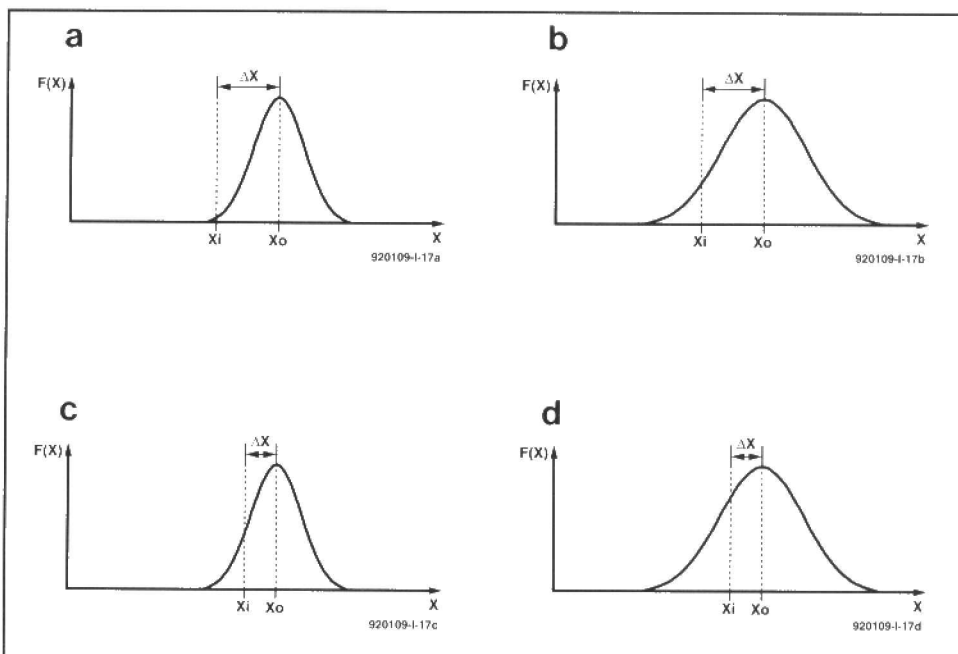 a
F(X)
ΔX
Xi
Xo
X
920109-I-17a
b
F(X)
ΔX
Xi
Xo
X
920109-I-17b
c
F(X)
ΔX
Xi
Xo
X
920109-I-17c
d
F(X)
ΔX
Xi
Xo
X
920109-I-17d